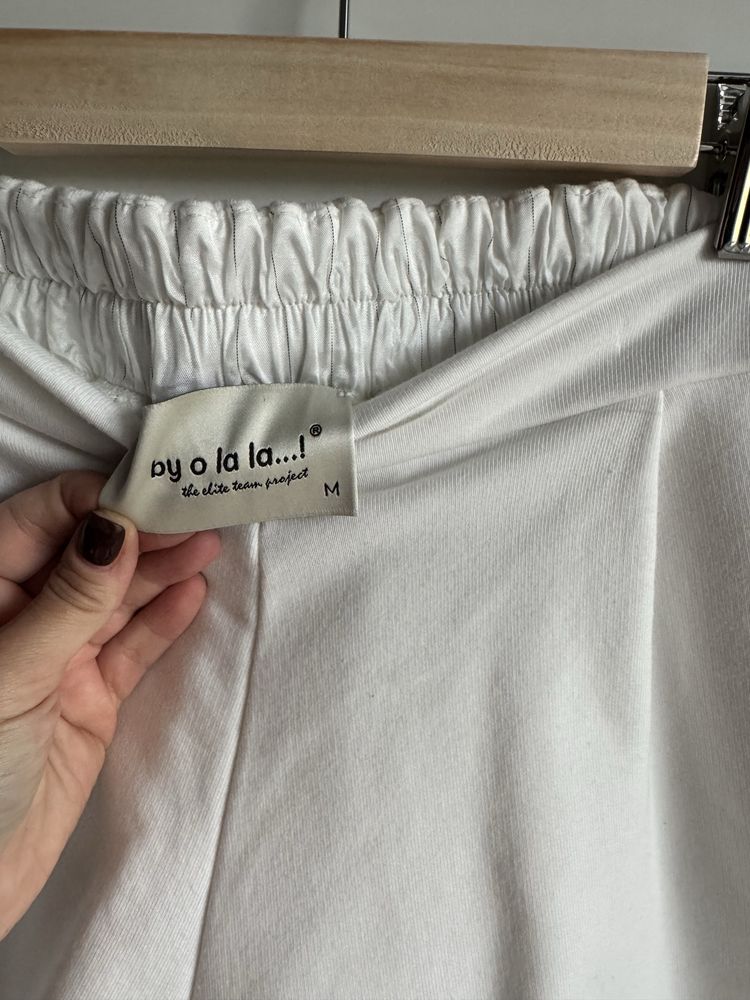 by o la la...!®
the elite team project
M